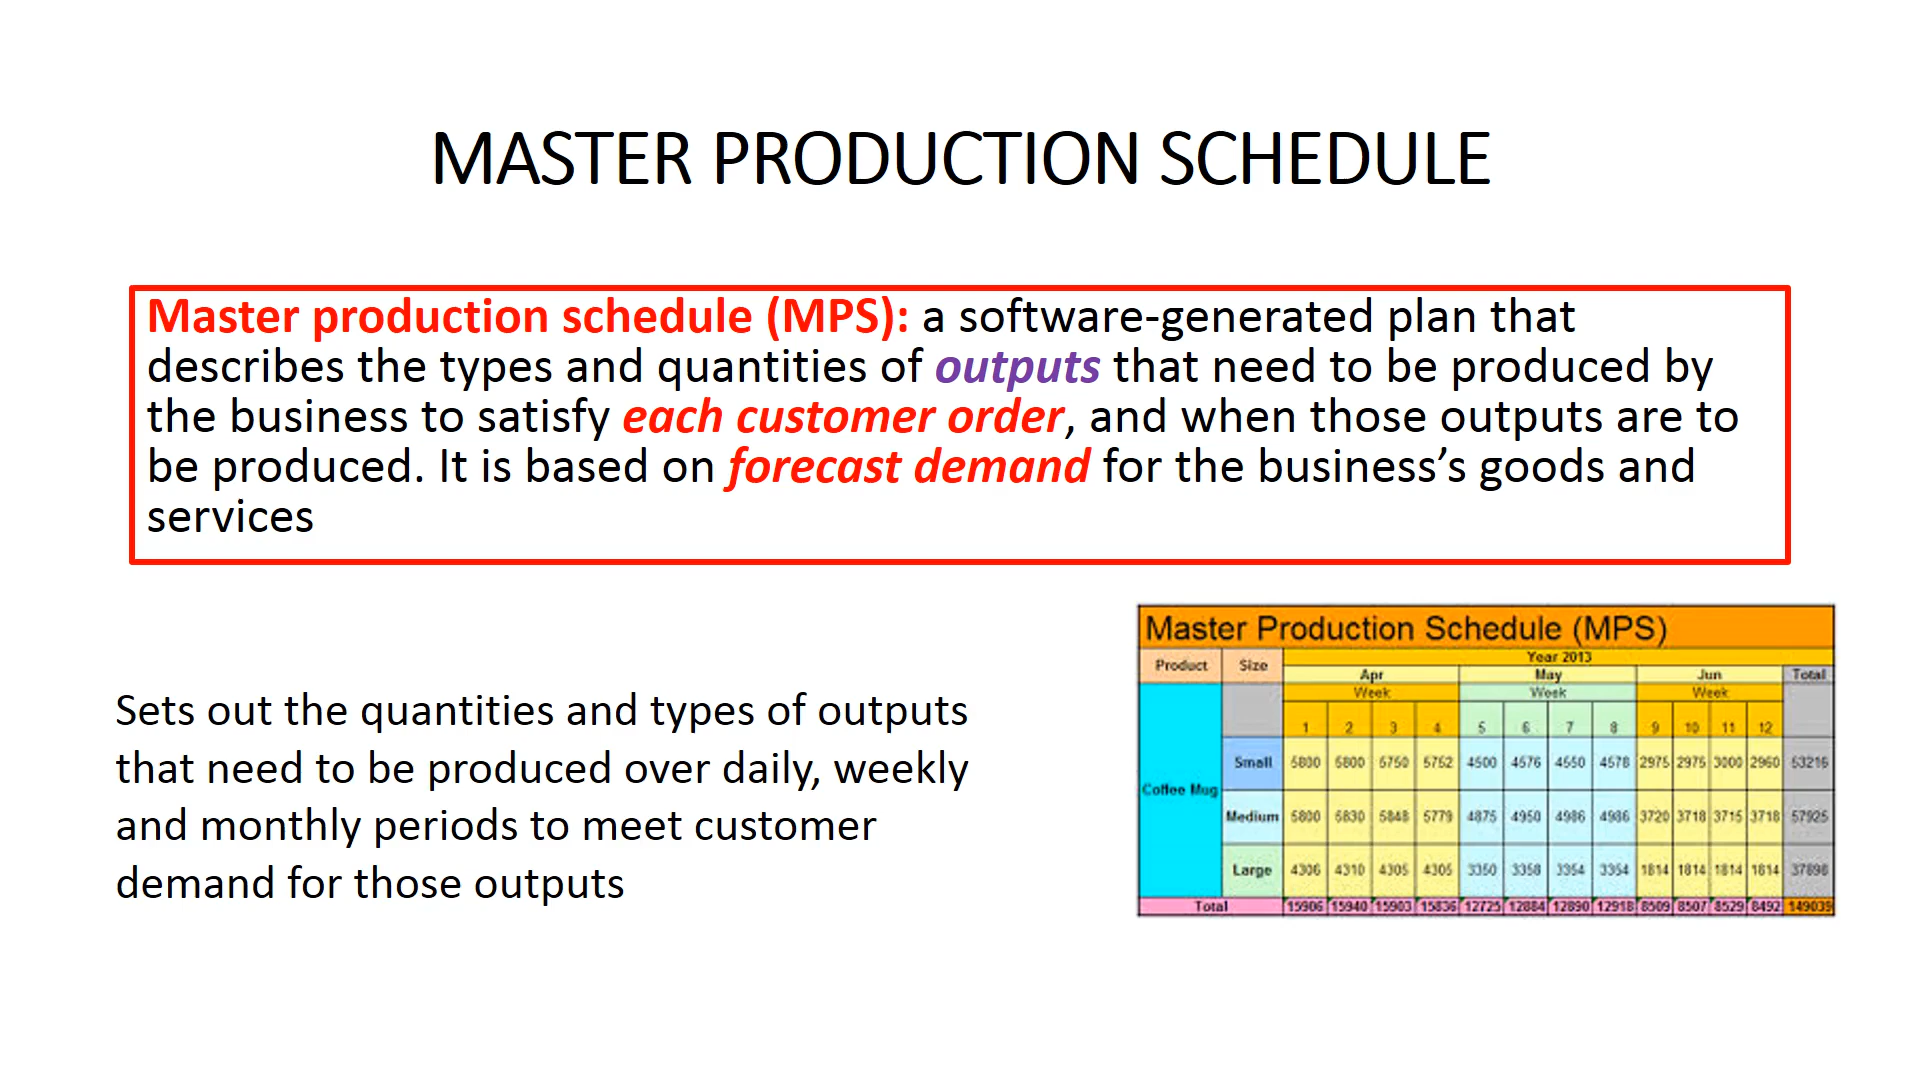 MASTER PRODUCTION SCHEDULE
Master production schedule (MPS): a software-generated plan that
describes the types and quantities of outputs that need to be produced by
the business to satisfy each customer order, and when those outputs are to
be produced. It is based on forecast demand for the business’s goods and
services
Sets out the quantities and types of outputs
that need to be produced over daily, weekly
and monthly periods to meet customer
demand for those outputs
Master Production Schedule (MPS)
Product Size Year 2013
Apr May Jun Total
Week Week Week
1 2 3 4 5 6 7 8 9 10 11 12
Small 5800 5800 5750 5752 4500 4576 4550 4578 2975 2975 3000 2960 53216
Coffee Mug
Medium 5800 5830 5848 5779 4875 4950 4986 4986 3720 3718 3715 3718 57925
Large 4306 4310 4305 4305 3350 3358 3354 3354 1814 1814 1814 1814 37898
Total 15906 15940 15903 15836 12725 12884 12890 12918 8509 8507 8529 8492 149039